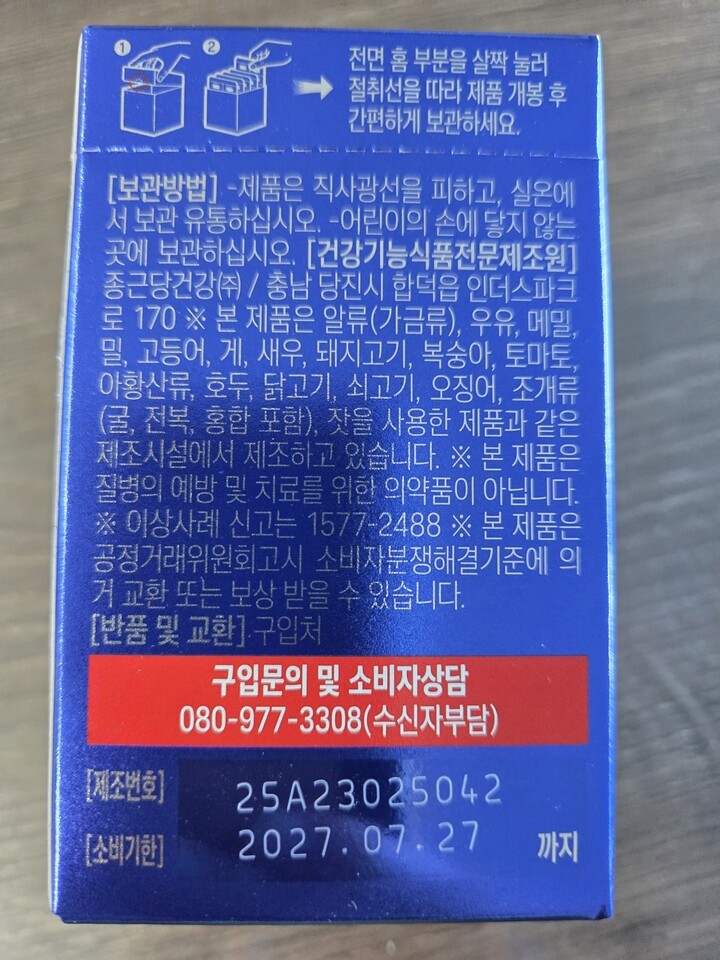 1 2
전면 홈 부분을 살짝 눌러
절취선을 따라 제품 개봉 후
간편하게 보관하세요.
[보관방법] -제품은 직사광선을 피하고, 실온에
서 보관 유통하십시오. -어린이의 손에 닿지 않는
곳에 보관하십시오. [건강기능식품전문제조원]
종근당건강㈜ / 충남 당진시 합덕읍 인더스파크
로 170 ※ 본 제품은 알류(가금류), 우유, 메밀,
밀, 고등어, 게, 새우, 돼지고기, 복숭아, 토마토,
아황산류, 호두, 닭고기, 쇠고기, 오징어, 조개류
(굴, 전복, 홍합 포함), 잣을 사용한 제품과 같은
제조시설에서 제조하고 있습니다. ※ 본 제품은
질병의 예방 및 치료를 위한 의약품이 아닙니다.
※ 이상사례 신고는 1577-2488 ※ 본 제품은
공정거래위원회고시 소비자분쟁해결기준에 의
거 교환 또는 보상 받을 수 있습니다.
[반품 및 교환] 구입처
구입문의 및 소비자상담
080-977-3308(수신자부담)
[제조번호] 25A23025042
[소비기한] 2027.07.27 까지